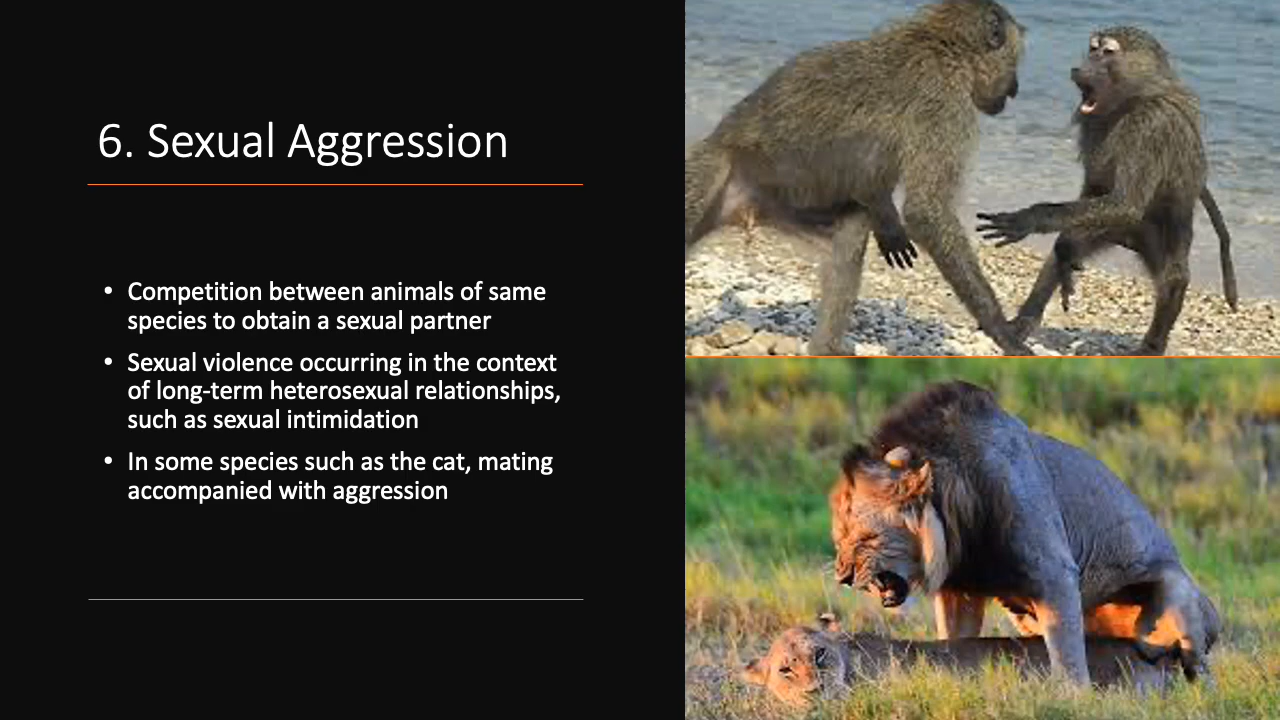 6. Sexual Aggression
• Competition between animals of same
species to obtain a sexual partner
• Sexual violence occurring in the context
of long-term heterosexual relationships,
such as sexual intimidation
• In some species such as the cat, mating
accompanied with aggression